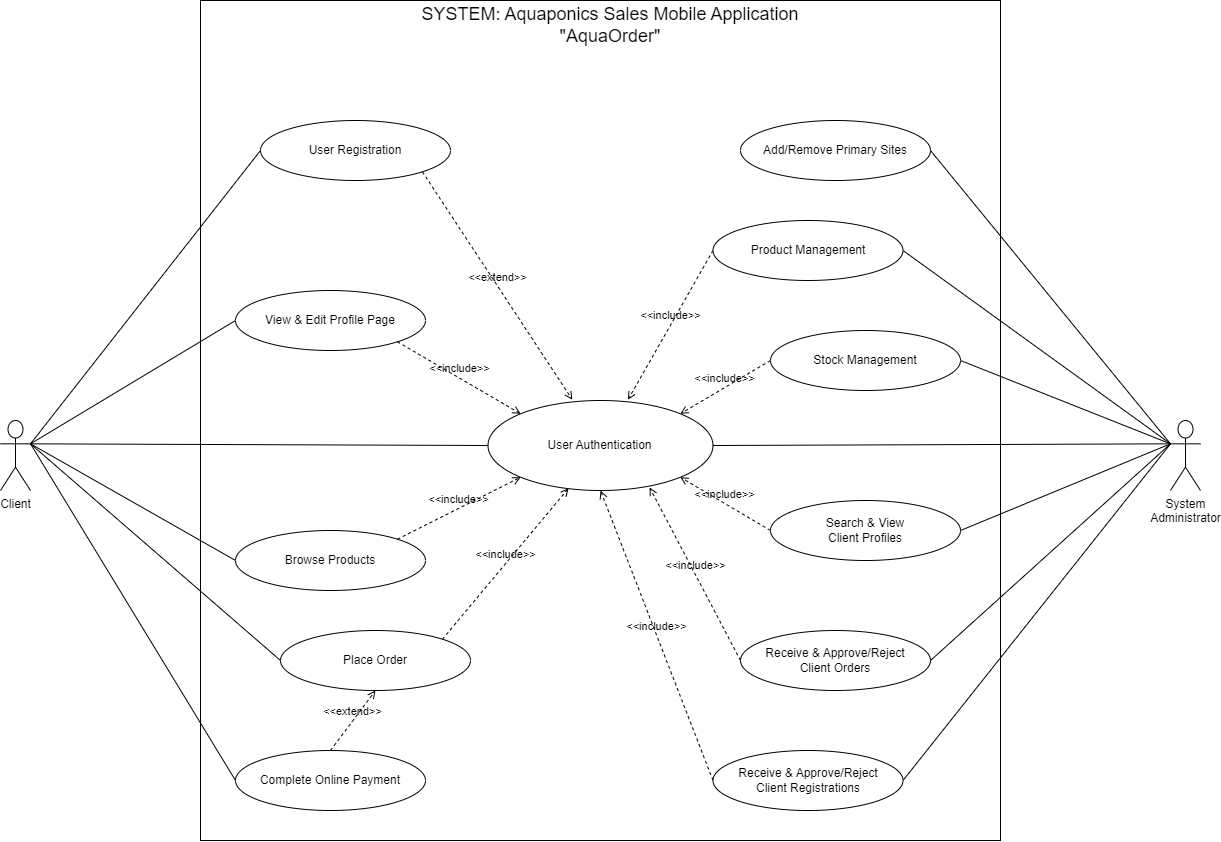 SYSTEM: Aquaponics Sales Mobile Application
"AquaOrder"
User Registration
Add/Remove Primary Sites
Product Management
<<extend>>
<<include>>
View & Edit Profile Page
Stock Management
<<include>>
<<include>>
User Authentication
Client
System
Administrator
<<include>>
<<include>>
Search & View
Client Profiles
Browse Products
<<include>>
<<include>>
<<include>>
Place Order
Receive & Approve/Reject
Client Orders
<<extend>>
Complete Online Payment
Receive & Approve/Reject
Client Registrations